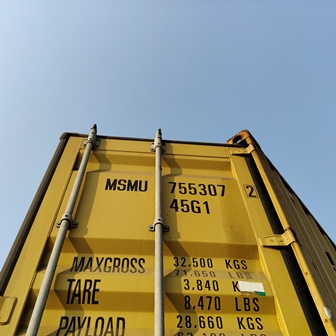 MSMU 755307 2
45G1
MAXGROSS 32,500 KGS
71,650 LBS
TARE 3,840 KGS
8,470 LBS
PAYLOAD 28,660 KGS